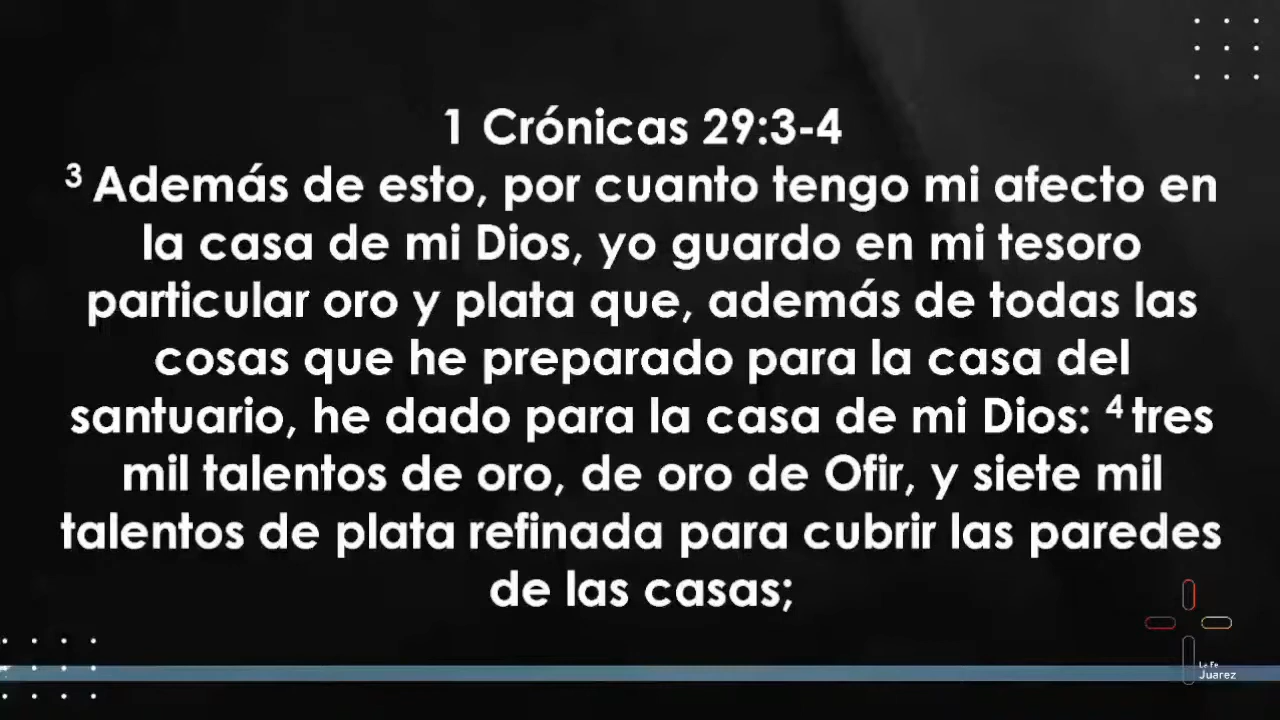 1 Crónicas 29:3-4
3 Además de esto, por cuanto tengo mi afecto en
la casa de mi Dios, yo guardo en mi tesoro
particular oro y plata que, además de todas las
cosas que he preparado para la casa del
santuario, he dado para la casa de mi Dios: 4 tres
mil talentos de oro, de oro de Ofir, y siete mil
talentos de plata refinada para cubrir las paredes
de las casas;
La Fe
Juarez